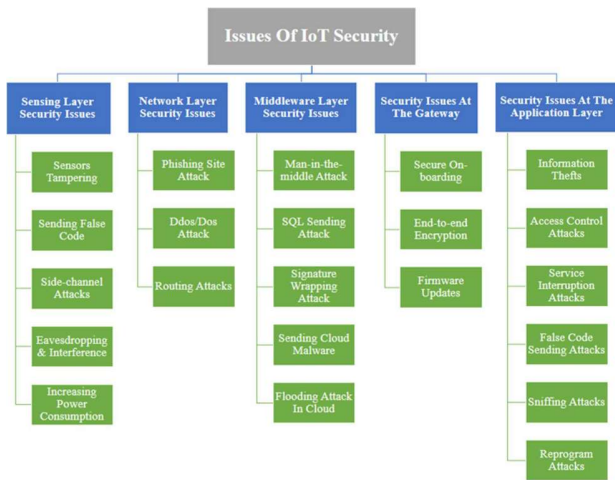 Issues Of IoT Security
Sensing Layer
Security Issues
Network Layer
Security Issues
Middleware Layer
Security Issues
Security Issues At
The Gateway
Security Issues At The
Application Layer
Sensors
Tampering
Sending False
Code
Side-channel
Attacks
Eavesdropping
& Interference
Increasing
Power
Consumption
Phishing Site
Attack
Ddos/Dos
Attack
Routing Attacks
Man-in-the-
middle Attack
SQL Sending
Attack
Signature
Wrapping
Attack
Sending Cloud
Malware
Flooding Attack
In Cloud
Secure On-
boarding
End-to-end
Encryption
Firmware
Updates
Information
Thefts
Access Control
Attacks
Service
Interruption
Attacks
False Code
Sending Attacks
Sniffing Attacks
Reprogram
Attacks